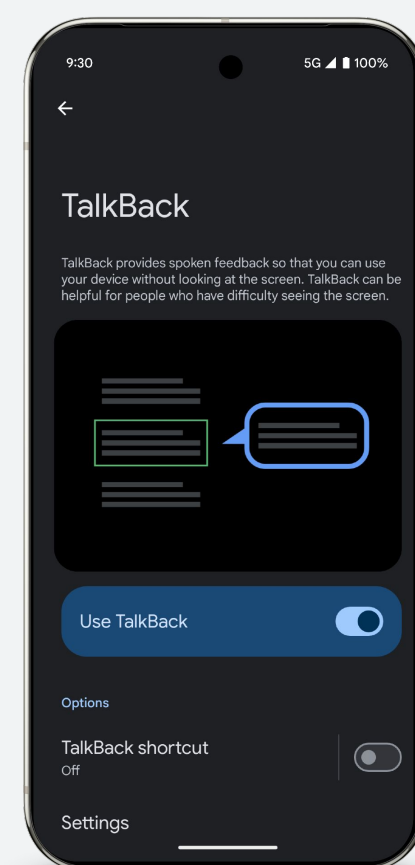 9:30 5G 100%
TalkBack
TalkBack provides spoken feedback so that you can use
your device without looking at the screen. TalkBack can be
helpful for people who have difficulty seeing the screen.
Use TalkBack
Options
TalkBack shortcut
Off
Settings